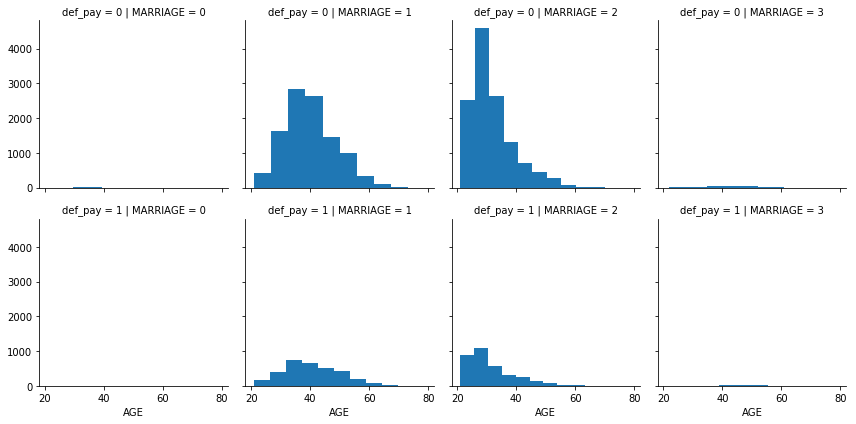 def_pay = 0 | MARRIAGE = 0
def_pay = 0 | MARRIAGE = 1
def_pay = 0 | MARRIAGE = 2
def_pay = 0 | MARRIAGE = 3
4000
3000
2000
1000
0
def_pay = 1 | MARRIAGE = 0
def_pay = 1 | MARRIAGE = 1
def_pay = 1 | MARRIAGE = 2
def_pay = 1 | MARRIAGE = 3
4000
3000
2000
1000
0
20 40 60 80
20 40 60 80
20 40 60 80
20 40 60 80
AGE
AGE
AGE
AGE